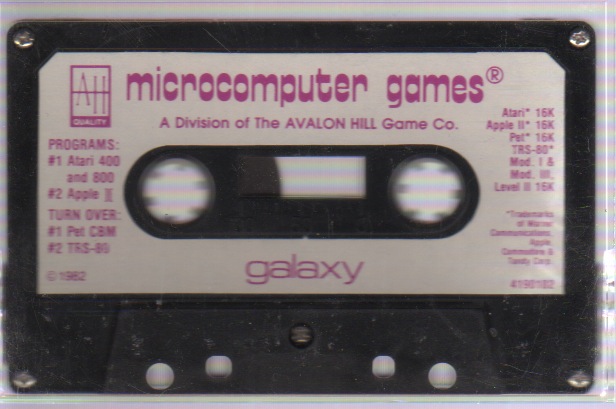 AH
QUALITY
microcomputer games®
A Division of The AVALON HILL Game Co.
PROGRAMS:
#1 Atari 400
and 800
#2 Apple ][
TURN OVER:
#1 Pet CBM
#2 TRS-80
©1982
Atari* 16K
Apple II* 16K
Pet* 16K
TRS-80*
Mod. I &
Mod. III,
Level II 16K
*Trademarks
of Warner
Communications,
Apple,
Commodore &
Tandy Corp.
galaxy
4190102